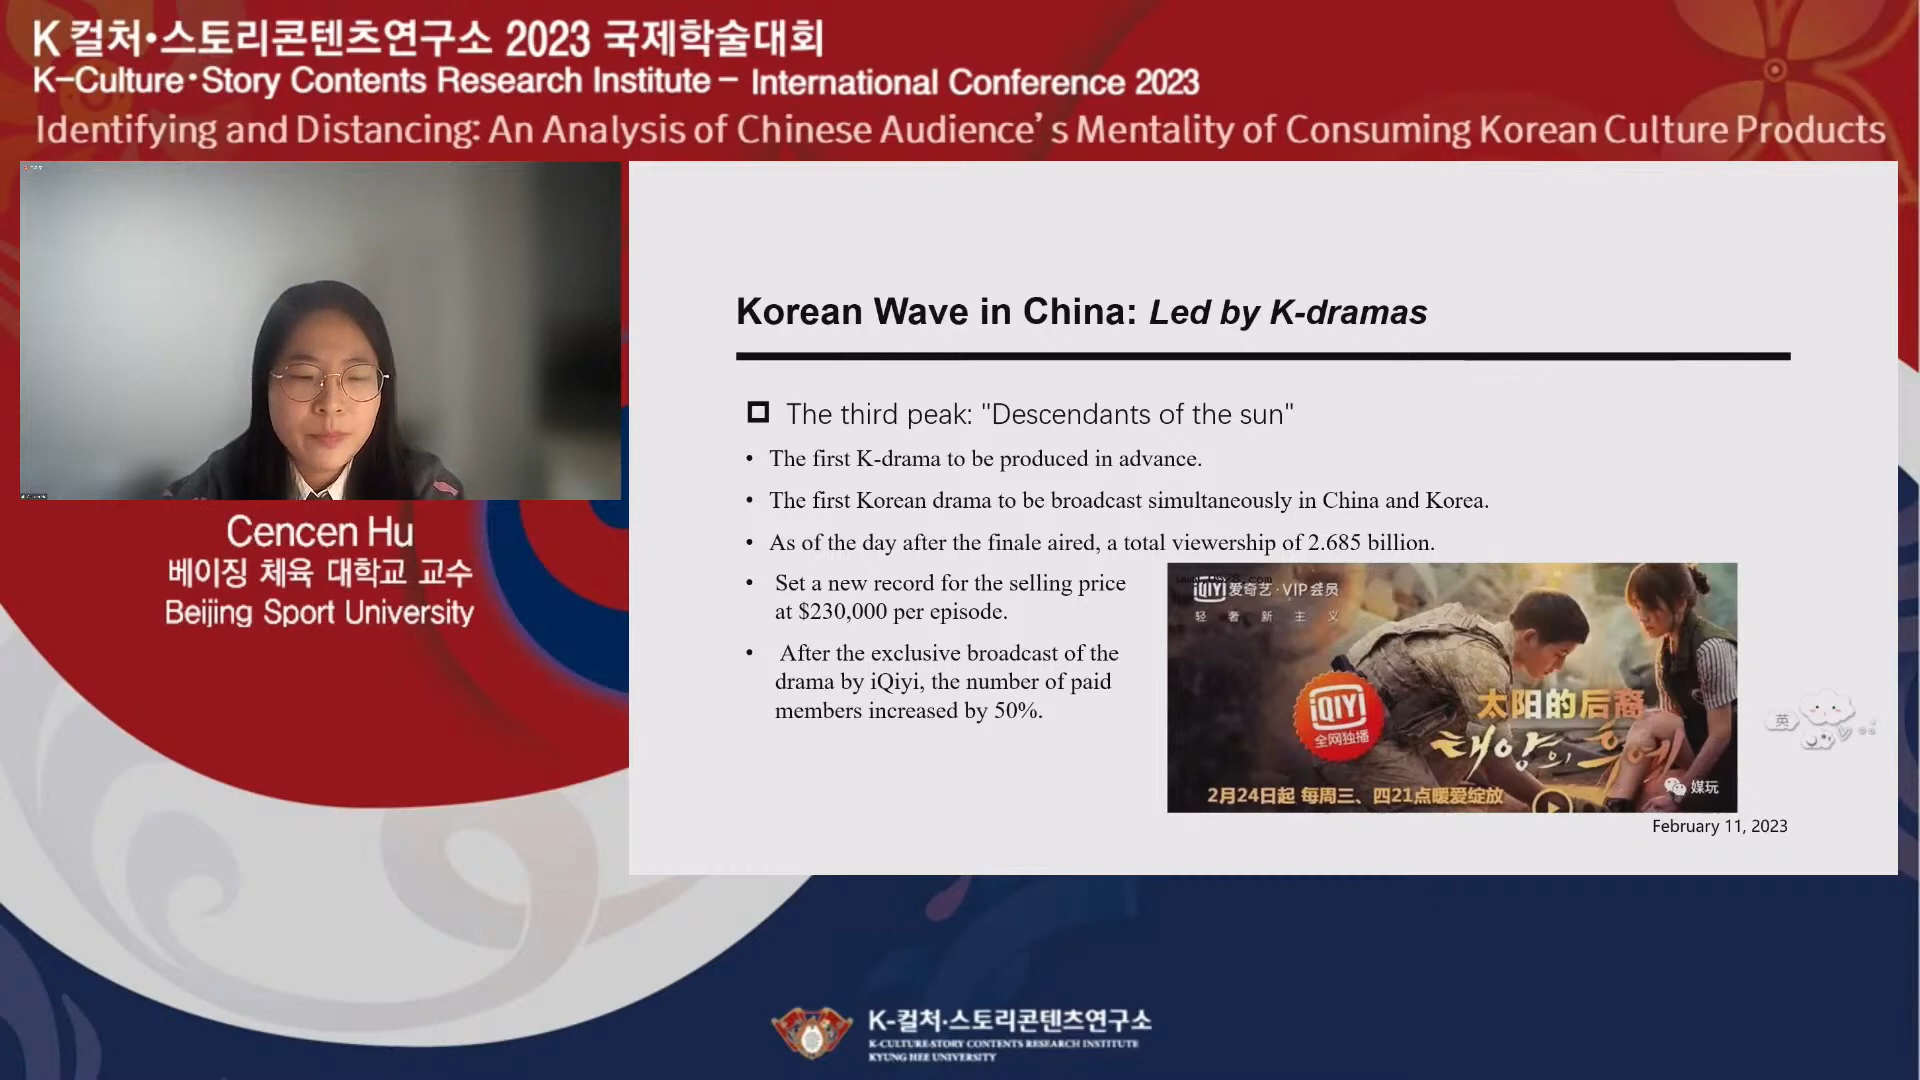 K 컬처•스토리콘텐츠연구소 2023 국제학술대회
K-Culture•Story Contents Research Institute - International Conference 2023
Identifying and Distancing: An Analysis of Chinese Audience's Mentality of Consuming Korean Culture Products
Cencen Hu
베이징 체육 대학교 교수
Beijing Sport University
Korean Wave in China: Led by K-dramas
The third peak: "Descendants of the sun"
• The first K-drama to be produced in advance.
• The first Korean drama to be broadcast simultaneously in China and Korea.
• As of the day after the finale aired, a total viewership of 2.685 billion.
• Set a new record for the selling price
at $230,000 per episode.
• After the exclusive broadcast of the
drama by iQiyi, the number of paid
members increased by 50%.
iQIYI 爱奇艺·VIP会员
轻 奢 新 主 义
iQIYI
全网独播
太阳的后裔
태양의 후예
2月24日起 每周三、四21点暖爱绽放
媒玩
英
February 11, 2023
K-컬처•스토리콘텐츠연구소
K-CULTURE•STORY CONTENTS RESEARCH INSTITUTE
KYUNG HEE UNIVERSITY